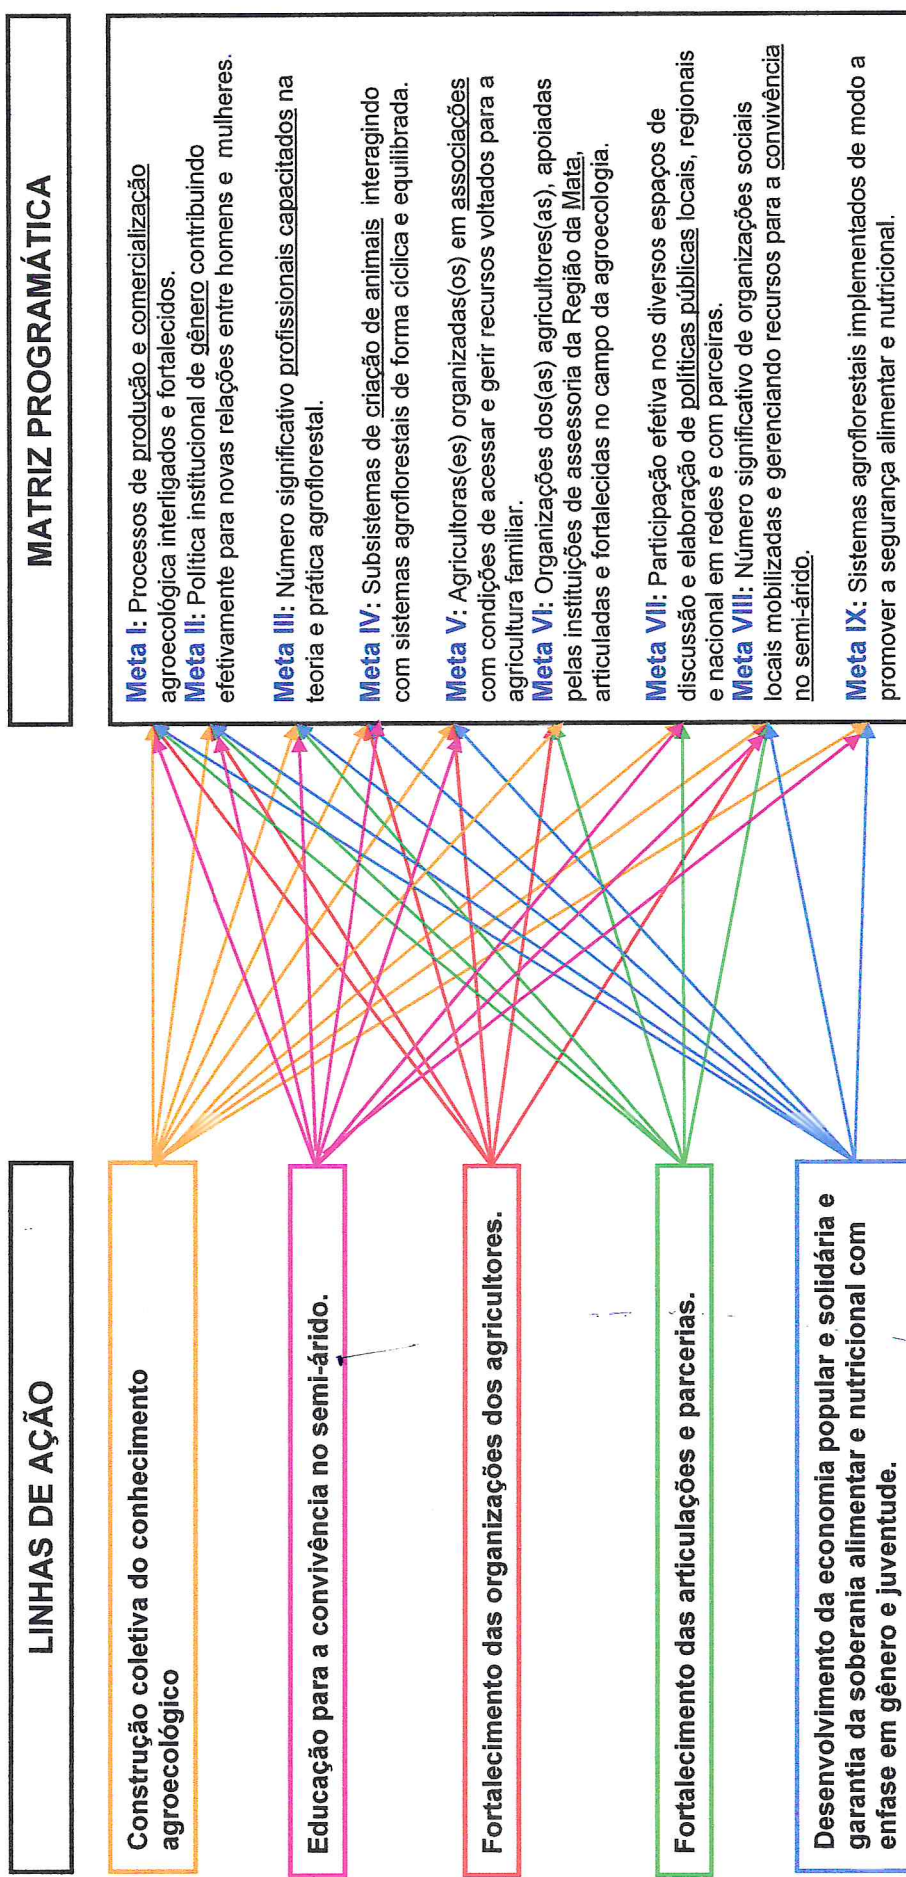 LINHAS DE AÇÃO
Construção coletiva do conhecimento
agroecológico
Educação para a convivência no semi-árido.
Fortalecimento das organizações dos agricultores.
Fortalecimento das articulações e parcerias.
Desenvolvimento da economia popular e solidária e
garantia da soberania alimentar e nutricional com
enfase em gênero e juventude.
MATRIZ PROGRAMÁTICA
Meta I: Processos de produção e comercialização
agroecológica interligados e fortalecidos.
Meta II: Política institucional de gênero contribuindo
efetivamente para novas relações entre homens e mulheres.
Meta III: Número significativo profissionais capacitados na
teoria e prática agroflorestal.
Meta IV: Subsistemas de criação de animais interagindo
com sistemas agroflorestais de forma cíclica e equilibrada.
Meta V: Agricultoras(es) organizadas(os) em associações
com condições de acessar e gerir recursos voltados para a
agricultura familiar.
Meta VI: Organizações dos(as) agricultores(as), apoiadas
pelas instituições de assessoria da Região da Mata,
articuladas e fortalecidas no campo da agroecologia.
Meta VII: Participação efetiva nos diversos espaços de
discussão e elaboração de políticas públicas locais, regionais
e nacional em redes e com parceiras.
Meta VIII: Número significativo de organizações sociais
locais mobilizadas e gerenciando recursos para a convivência
no semi-árido.
Meta IX: Sistemas agroflorestais implementados de modo a
promover a segurança alimentar e nutricional.